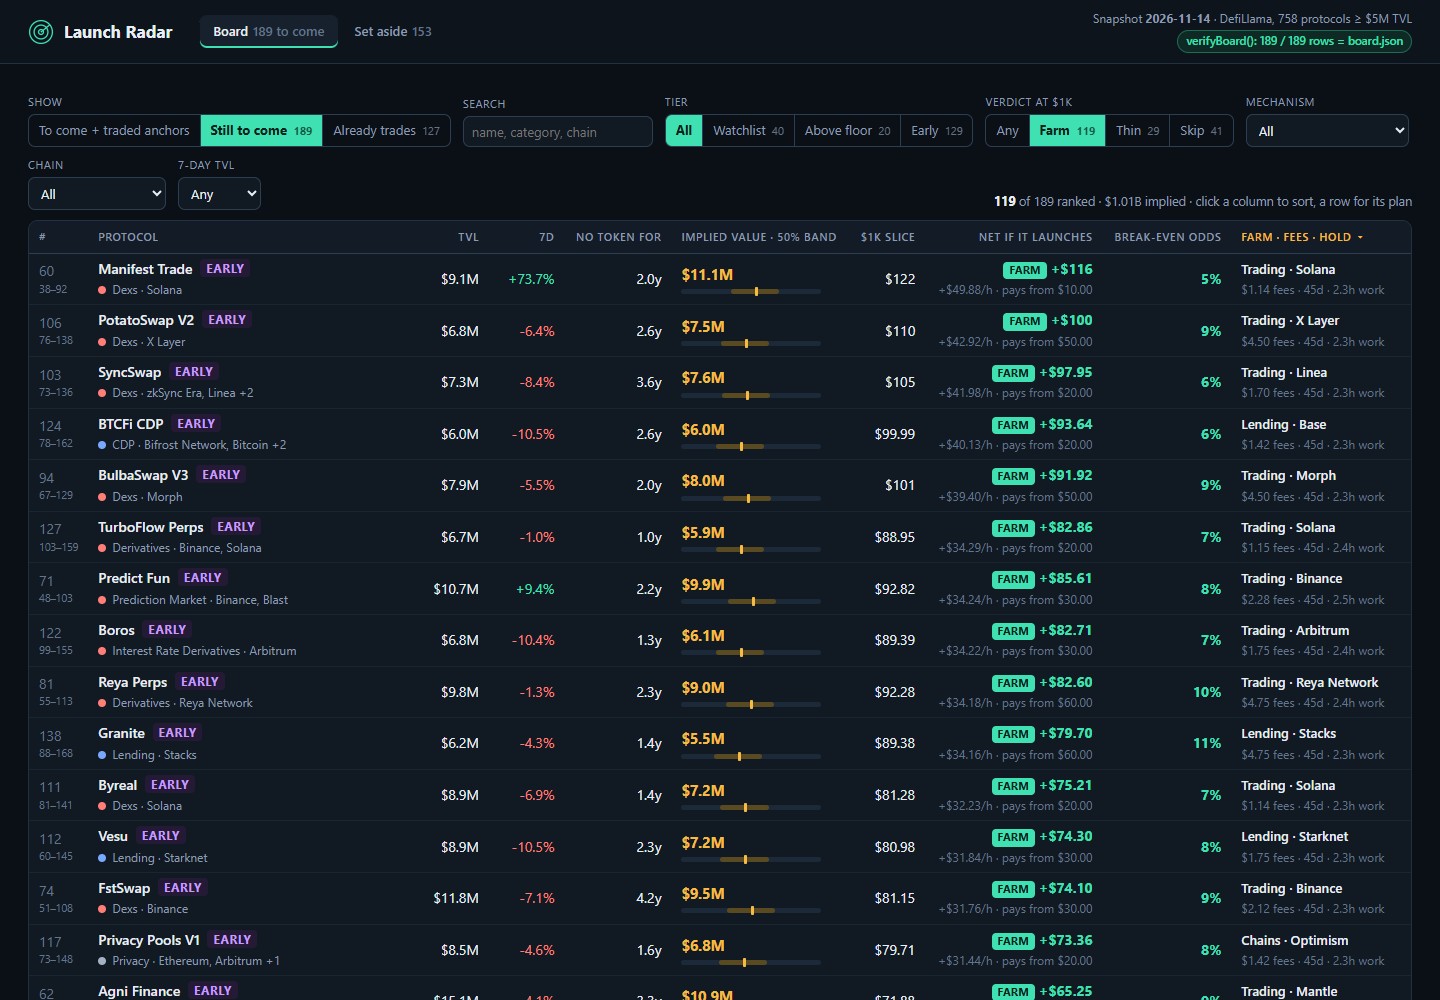 Launch Radar
Board 189 to come
Set aside 153
Snapshot 2026-11-14 · DefiLlama, 758 protocols ≥ $5M TVL
verifyBoard(): 189 / 189 rows = board.json
SHOW
To come + traded anchors
Still to come 189
Already trades 127
SEARCH
name, category, chain
TIER
All
Watchlist 40
Above floor 20
Early 129
VERDICT AT $1K
Any
Farm 119
Thin 29
Skip 41
MECHANISM
All
CHAIN
All
7-DAY TVL
Any
119 of 189 ranked · $1.01B implied · click a column to sort, a row for its plan
# PROTOCOL TVL 7D NO TOKEN FOR IMPLIED VALUE · 50% BAND $1K SLICE NET IF IT LAUNCHES BREAK-EVEN ODDS FARM · FEES · HOLD
60 Manifest Trade EARLY $9.1M +73.7% 2.0y $11.1M $122 FARM +$116 5% Trading · Solana
38–92 Dexs · Solana +$49.88/h · pays from $10.00 $1.14 fees · 45d · 2.3h work
106 PotatoSwap V2 EARLY $6.8M -6.4% 2.6y $7.5M $110 FARM +$100 9% Trading · X Layer
76–138 Dexs · X Layer +$42.92/h · pays from $50.00 $4.50 fees · 45d · 2.3h work
103 SyncSwap EARLY $7.3M -8.4% 3.6y $7.6M $105 FARM +$97.95 6% Trading · Linea
73–136 Dexs · zkSync Era, Linea +2 +$41.98/h · pays from $20.00 $1.70 fees · 45d · 2.3h work
124 BTCFi CDP EARLY $6.0M -10.5% 2.6y $6.0M $99.99 FARM +$93.64 6% Lending · Base
78–162 CDP · Bifrost Network, Bitcoin +2 +$40.13/h · pays from $20.00 $1.42 fees · 45d · 2.3h work
94 BulbaSwap V3 EARLY $7.9M -5.5% 2.0y $8.0M $101 FARM +$91.92 9% Trading · Morph
67–129 Dexs · Morph +$39.40/h · pays from $50.00 $4.50 fees · 45d · 2.3h work
127 TurboFlow Perps EARLY $6.7M -1.0% 1.0y $5.9M $88.95 FARM +$82.86 7% Trading · Solana
103–159 Derivatives · Binance, Solana +$34.29/h · pays from $20.00 $1.15 fees · 45d · 2.4h work
71 Predict Fun EARLY $10.7M +9.4% 2.2y $9.9M $92.82 FARM +$85.61 8% Trading · Binance
48–103 Prediction Market · Binance, Blast +$34.24/h · pays from $30.00 $2.28 fees · 45d · 2.5h work
122 Boros EARLY $6.8M -10.4% 1.3y $6.1M $89.39 FARM +$82.71 7% Trading · Arbitrum
99–155 Interest Rate Derivatives · Arbitrum +$34.22/h · pays from $30.00 $1.75 fees · 45d · 2.4h work
81 Reya Perps EARLY $9.8M -1.3% 2.3y $9.0M $92.28 FARM +$82.60 10% Trading · Reya Network
55–113 Derivatives · Reya Network +$34.18/h · pays from $60.00 $4.75 fees · 45d · 2.4h work
138 Granite EARLY $6.2M -4.3% 1.4y $5.5M $89.38 FARM +$79.70 11% Lending · Stacks
88–168 Lending · Stacks +$34.16/h · pays from $60.00 $4.75 fees · 45d · 2.3h work
111 Byreal EARLY $8.9M -6.9% 1.4y $7.2M $81.28 FARM +$75.21 7% Trading · Solana
81–141 Dexs · Solana +$32.23/h · pays from $20.00 $1.14 fees · 45d · 2.3h work
112 Vesu EARLY $8.9M -10.5% 2.3y $7.2M $80.98 FARM +$74.30 8% Lending · Starknet
60–145 Lending · Starknet +$31.84/h · pays from $30.00 $1.75 fees · 45d · 2.3h work
74 FstSwap EARLY $11.8M -7.1% 4.2y $9.5M $81.15 FARM +$74.10 9% Trading · Binance
51–108 Dexs · Binance +$31.76/h · pays from $30.00 $2.12 fees · 45d · 2.3h work
117 Privacy Pools V1 EARLY $8.5M -4.6% 1.6y $6.8M $79.71 FARM +$73.36 8% Chains · Optimism
73–148 Privacy · Ethereum, Arbitrum +1 +$31.44/h · pays from $20.00 $1.42 fees · 45d · 2.3h work
62 Agni Finance EARLY $10.9M FARM +$65.25 Trading · Mantle